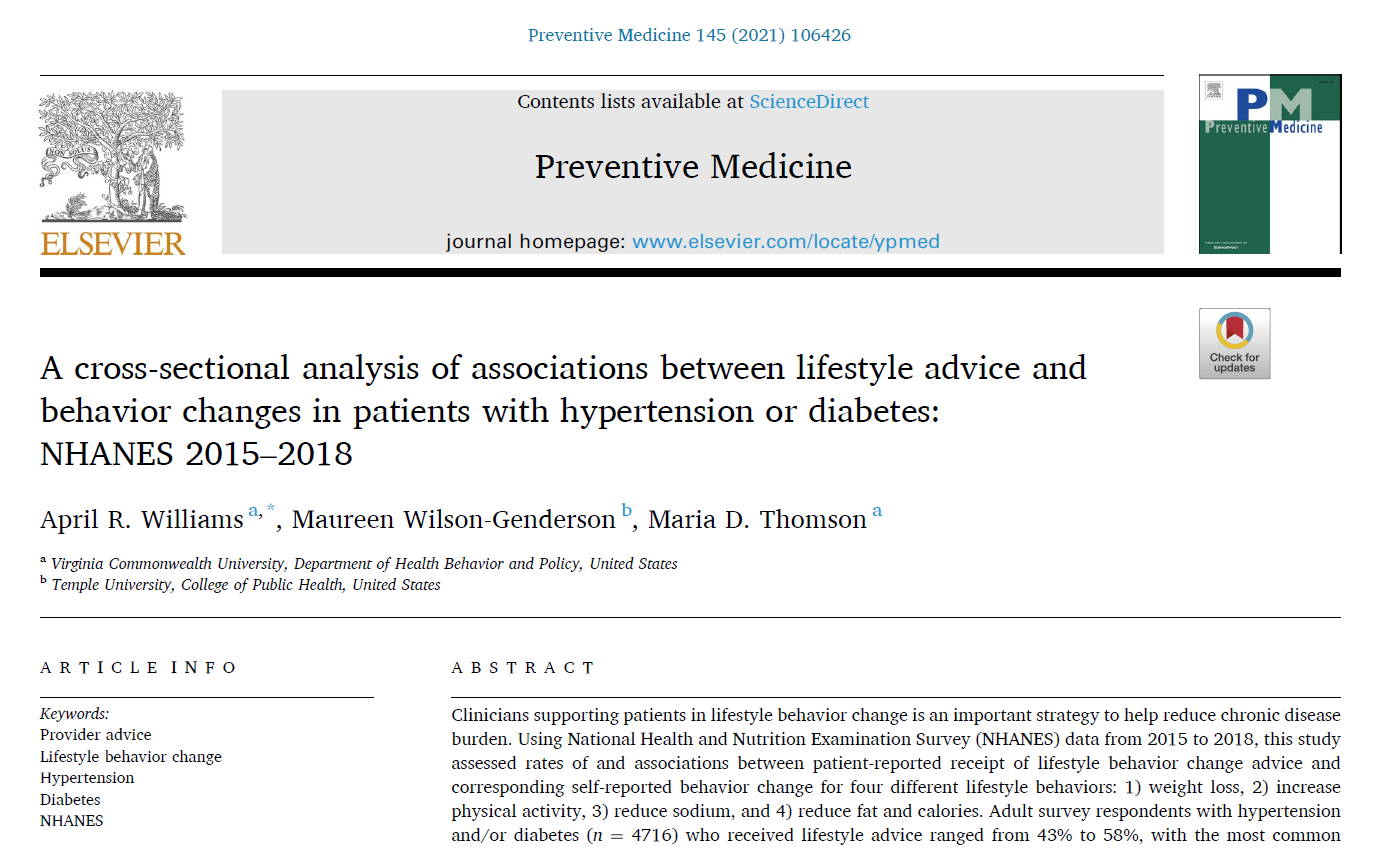 Preventive Medicine 145 (2021) 106426
Contents lists available at ScienceDirect
Preventive Medicine
journal homepage: www.elsevier.com/locate/ypmed
NON SOLUS
ELSEVIER
PM
Preventive Medicine
Check for
updates
A cross-sectional analysis of associations between lifestyle advice and
behavior changes in patients with hypertension or diabetes:
NHANES 2015–2018
April R. Williams a,*, Maureen Wilson-Genderson b, Maria D. Thomson a
a Virginia Commonwealth University, Department of Health Behavior and Policy, United States
b Temple University, College of Public Health, United States
ARTICLE INFO
Keywords:
Provider advice
Lifestyle behavior change
Hypertension
Diabetes
NHANES
ABSTRACT
Clinicians supporting patients in lifestyle behavior change is an important strategy to help reduce chronic disease
burden. Using National Health and Nutrition Examination Survey (NHANES) data from 2015 to 2018, this study
assessed rates of and associations between patient-reported receipt of lifestyle behavior change advice and
corresponding self-reported behavior change for four different lifestyle behaviors: 1) weight loss, 2) increase
physical activity, 3) reduce sodium, and 4) reduce fat and calories. Adult survey respondents with hypertension
and/or diabetes (n = 4716) who received lifestyle advice ranged from 43% to 58%, with the most common